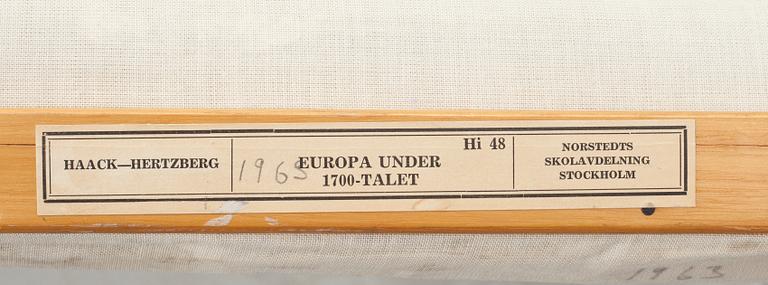 HAACK—HERTZBERG
1963
Hi 48
EUROPA UNDER
1700-TALET
NORSTEDTS
SKOLAVDELNING
STOCKHOLM
1963